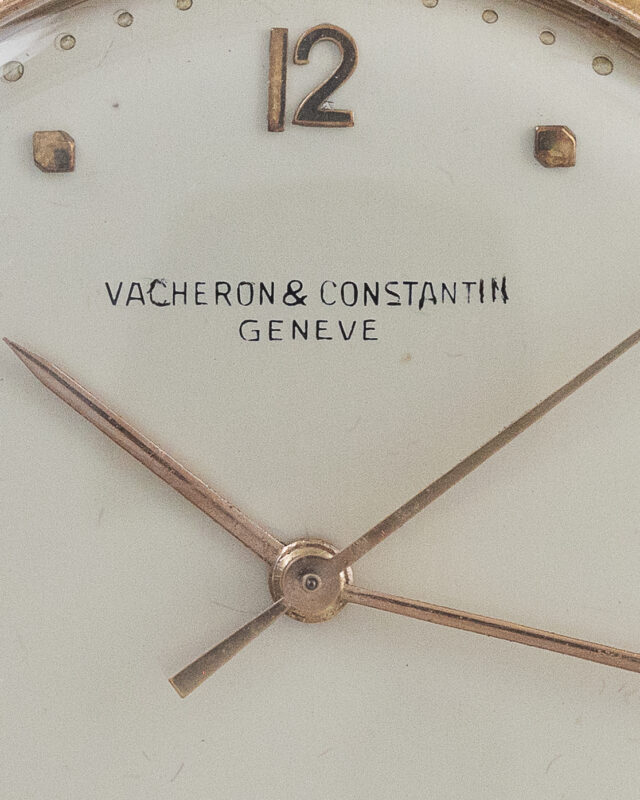 12
VACHERON & CONSTANTIN
GENEVE